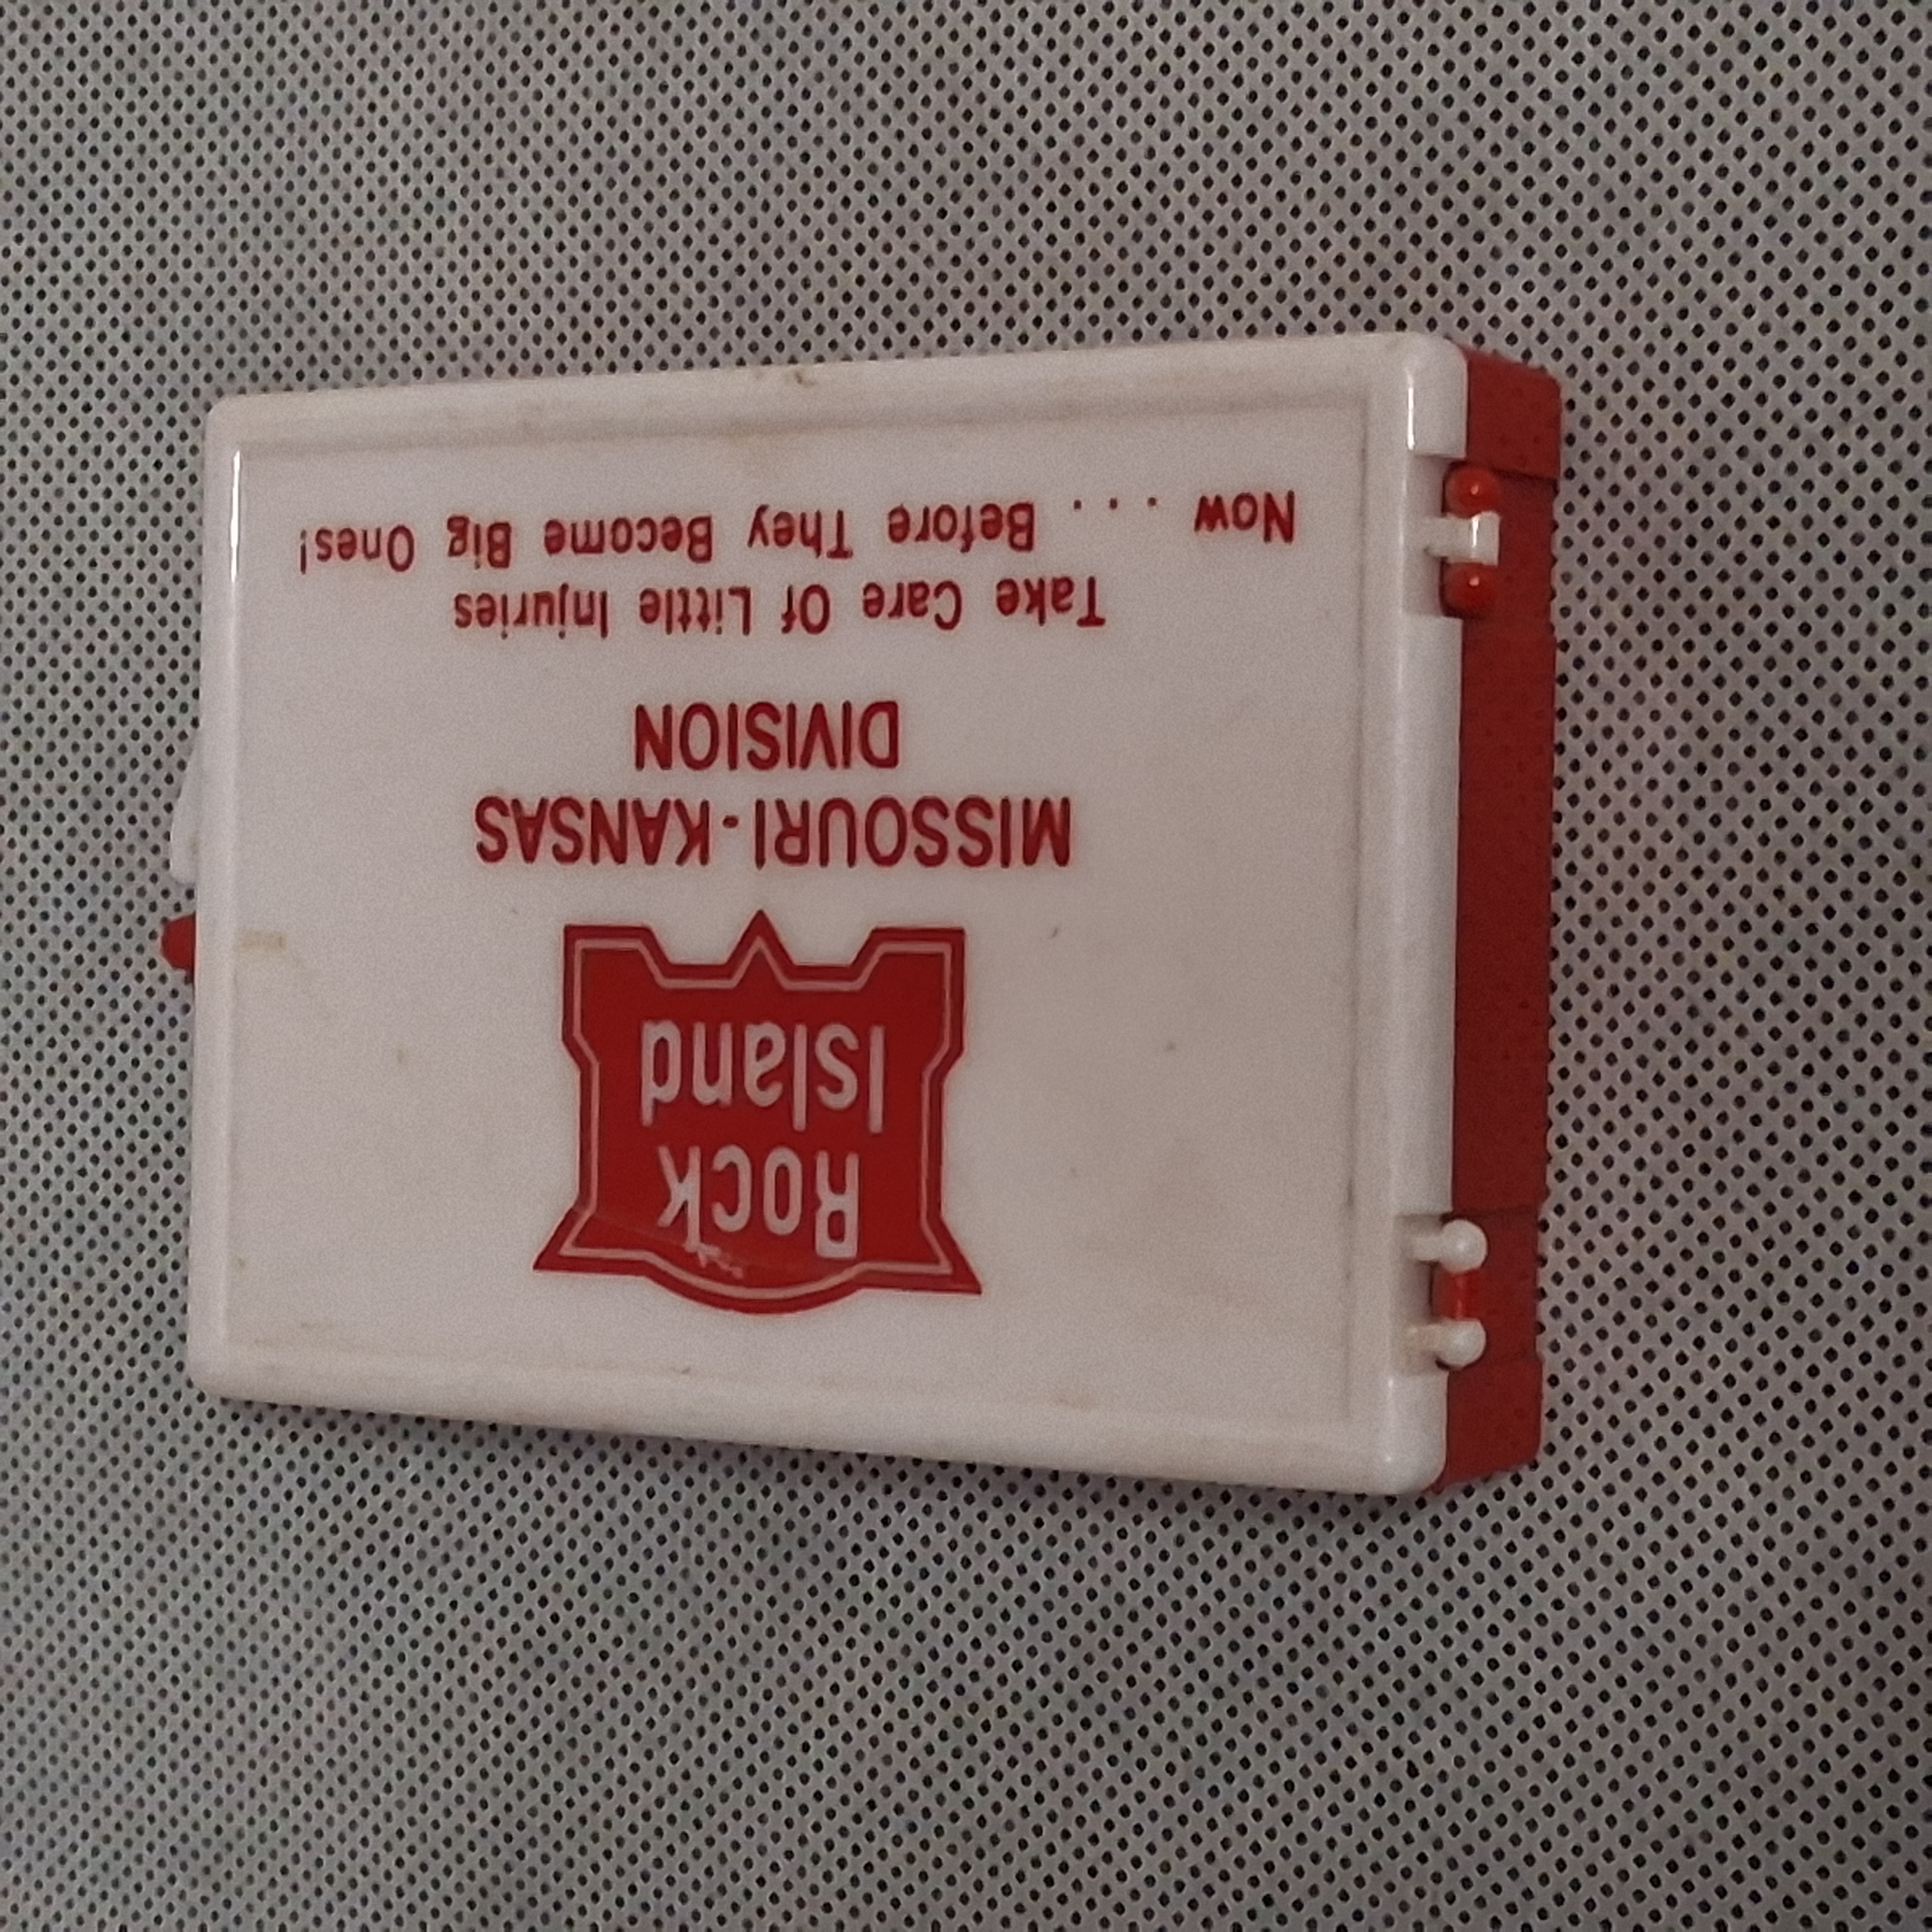 Rock
Island
MISSOURI-KANSAS
DIVISION
Take Care Of Little Injuries
Now .... Before They Become Big Ones!